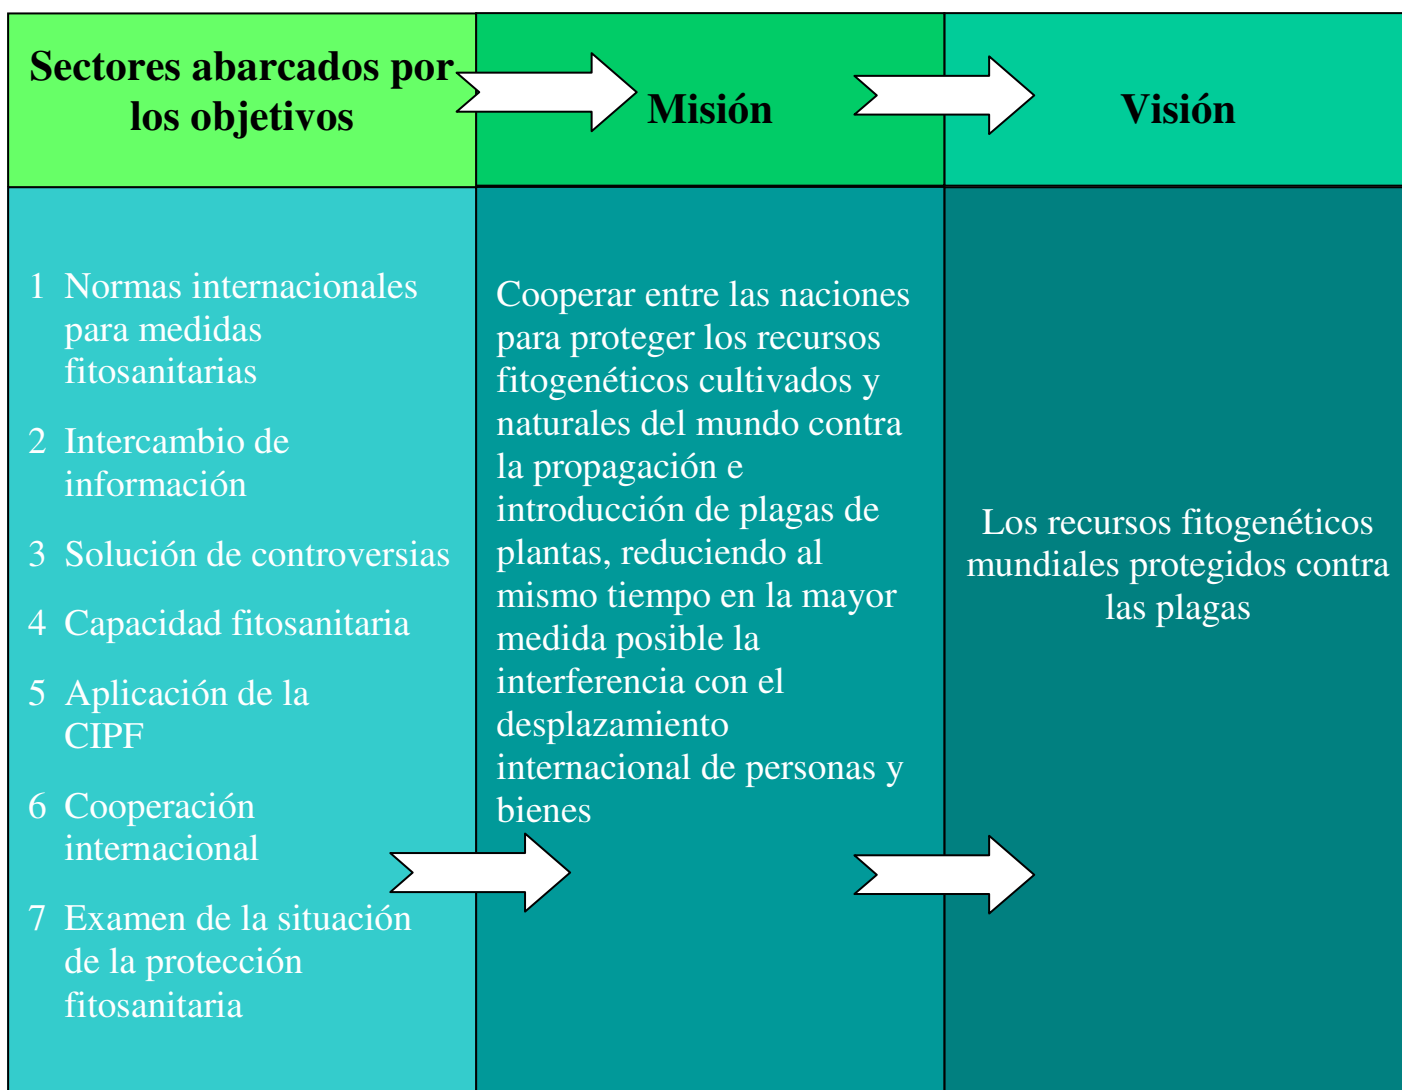 Sectores abarcados por
los objetivos
Misión
Visión
1 Normas internacionales
para medidas
fitosanitarias
2 Intercambio de
información
3 Solución de controversias
4 Capacidad fitosanitaria
5 Aplicación de la
CIPF
6 Cooperación
internacional
7 Examen de la situación
de la protección
fitosanitaria
Cooperar entre las naciones
para proteger los recursos
fitogenéticos cultivados y
naturales del mundo contra
la propagación e
introducción de plagas de
plantas, reduciendo al
mismo tiempo en la mayor
medida posible la
interferencia con el
desplazamiento
internacional de personas y
bienes
Los recursos fitogenéticos
mundiales protegidos contra
las plagas